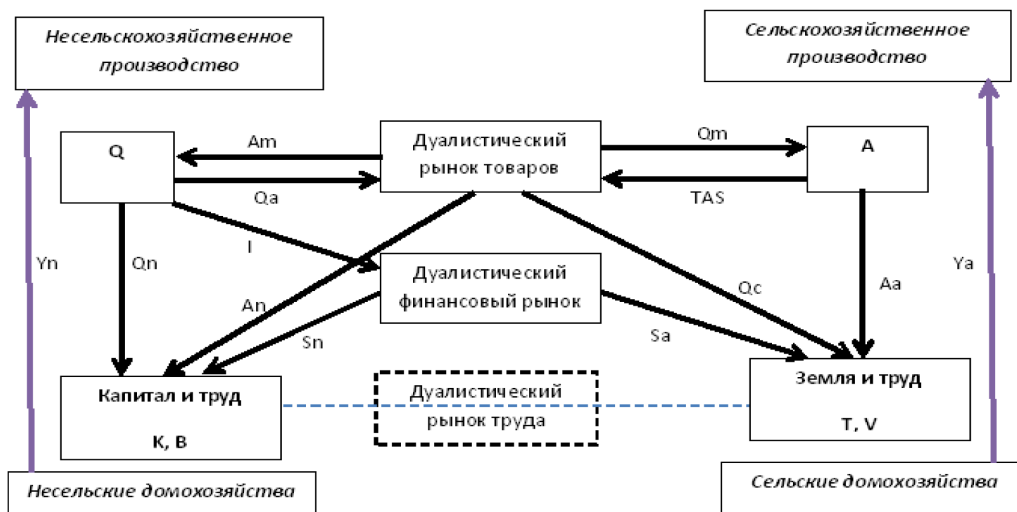 Несельскохозяйственное
производство
Сельскохозяйственное
производство
Q
Am
Дуалистический
рынок товаров
Qm
A
Qa
TAS
Yn
Qn
I
Дуалистический
финансовый рынок
Qc
Aa
Ya
An
Sn
Sa
Капитал и труд
K, B
Дуалистический
рынок труда
Земля и труд
T, V
Несельские домохозяйства
Сельские домохозяйства